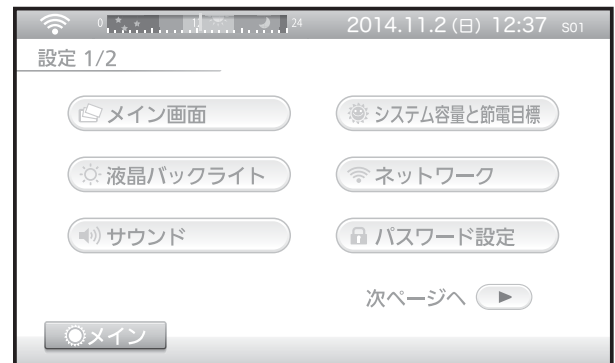 0 12 24 2014.11.2 (日) 12:37 S01
設定 1/2
メイン画面 システム容量と節電目標
液晶バックライト ネットワーク
サウンド パスワード設定
次ページへ
メイン